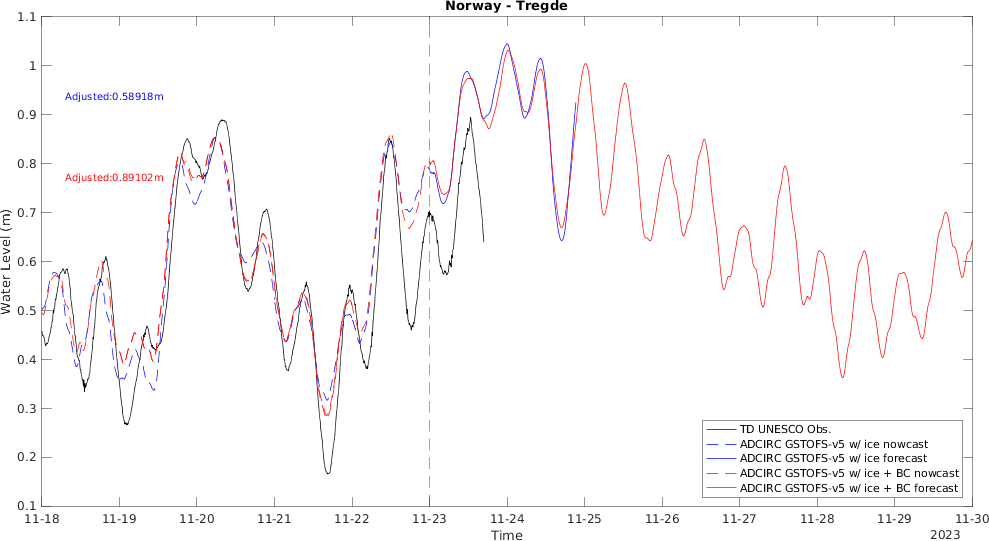 Norway - Tregde
1.1
1
0.9
0.8
0.7
0.6
0.5
0.4
0.3
0.2
0.1
Water Level (m)
Adjusted:0.58918m
Adjusted:0.89102m
TD UNESCO Obs.
ADCIRC GSTOFS-v5 w/ ice nowcast
ADCIRC GSTOFS-v5 w/ ice forecast
ADCIRC GSTOFS-v5 w/ ice + BC nowcast
ADCIRC GSTOFS-v5 w/ ice + BC forecast
11-18 11-19 11-20 11-21 11-22 11-23 11-24 11-25 11-26 11-27 11-28 11-29 11-30
Time
2023